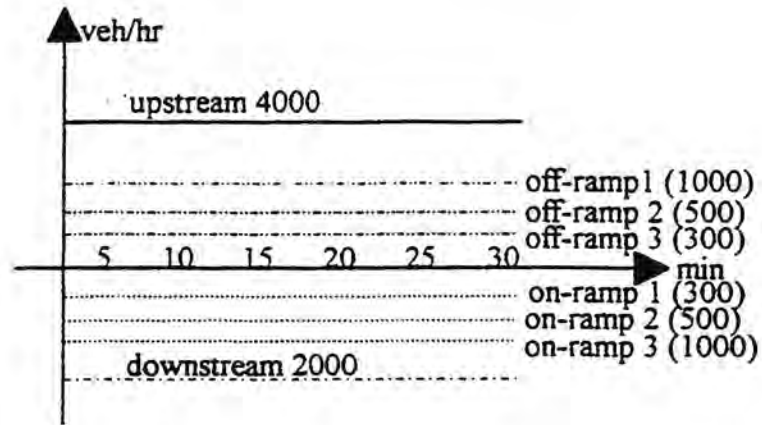 veh/hr
upstream 4000
off-ramp1 (1000)
off-ramp 2 (500)
off-ramp 3 (300)
5 10 15 20 25 30
min
on-ramp 1 (300)
on-ramp 2 (500)
on-ramp 3 (1000)
downstream 2000